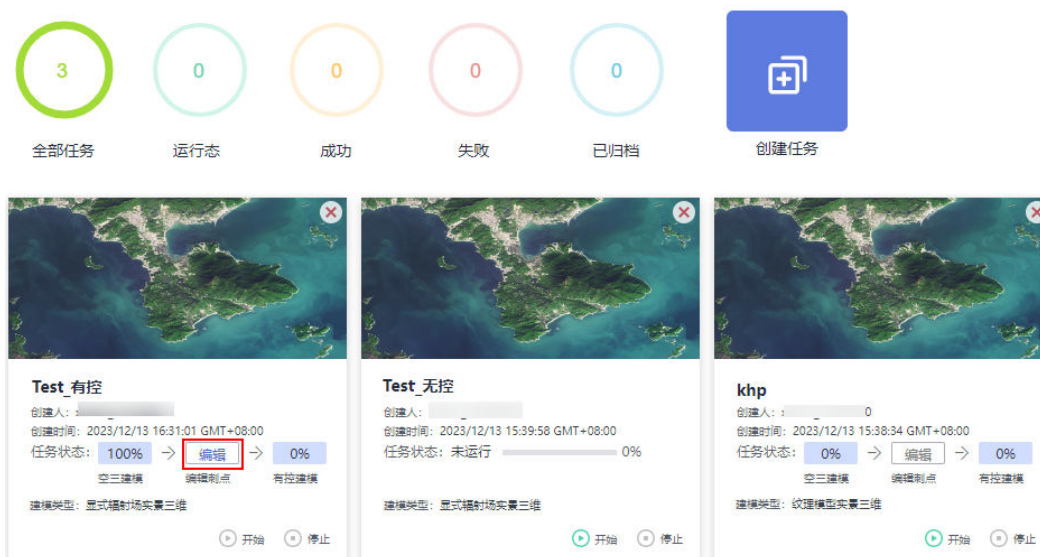 3
0
0
0
0
全部任务
运行态
成功
失败
已归档
创建任务
Test_有控
创建人：
创建时间：2023/12/13 16:31:01 GMT+08:00
任务状态： 100% → 编辑 → 0%
空三建模 编辑刺点 有控建模
建模类型：显式辐射场实景三维
开始 停止
Test_无控
创建人：
创建时间：2023/12/13 15:39:58 GMT+08:00
任务状态：未运行 0%
建模类型：显式辐射场实景三维
开始 停止
khp
创建人： 0
创建时间：2023/12/13 15:38:34 GMT+08:00
任务状态： 0% → 编辑 → 0%
空三建模 编辑刺点 有控建模
建模类型：纹理模型实景三维
开始 停止